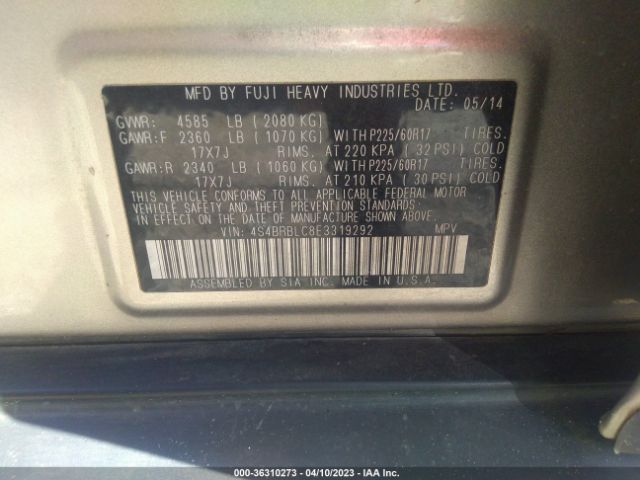 MFD BY FUJI HEAVY INDUSTRIES LTD.
DATE: 05/14
GVWR: 4585 LB (2080 KG)
GAWR:F 2360 LB (1070 KG) WITH P225/60R17 TIRES,
17X7J RIMS, AT 220 KPA (32 PSI) COLD
GAWR:R 2340 LB (1060 KG) WITH P225/60R17 TIRES,
17X7J RIMS, AT 210 KPA (30 PSI) COLD
THIS VEHICLE CONFORMS TO ALL APPLICABLE FEDERAL MOTOR
VEHICLE SAFETY AND THEFT PREVENTION STANDARDS
IN EFFECT ON THE DATE OF MANUFACTURE SHOWN ABOVE.
VIN: 4S4BRBLC8E3319292 MPV
ASSEMBLED BY SIA INC. MADE IN U.S.A.
000-36310273 - 04/10/2023 - IAA Inc.